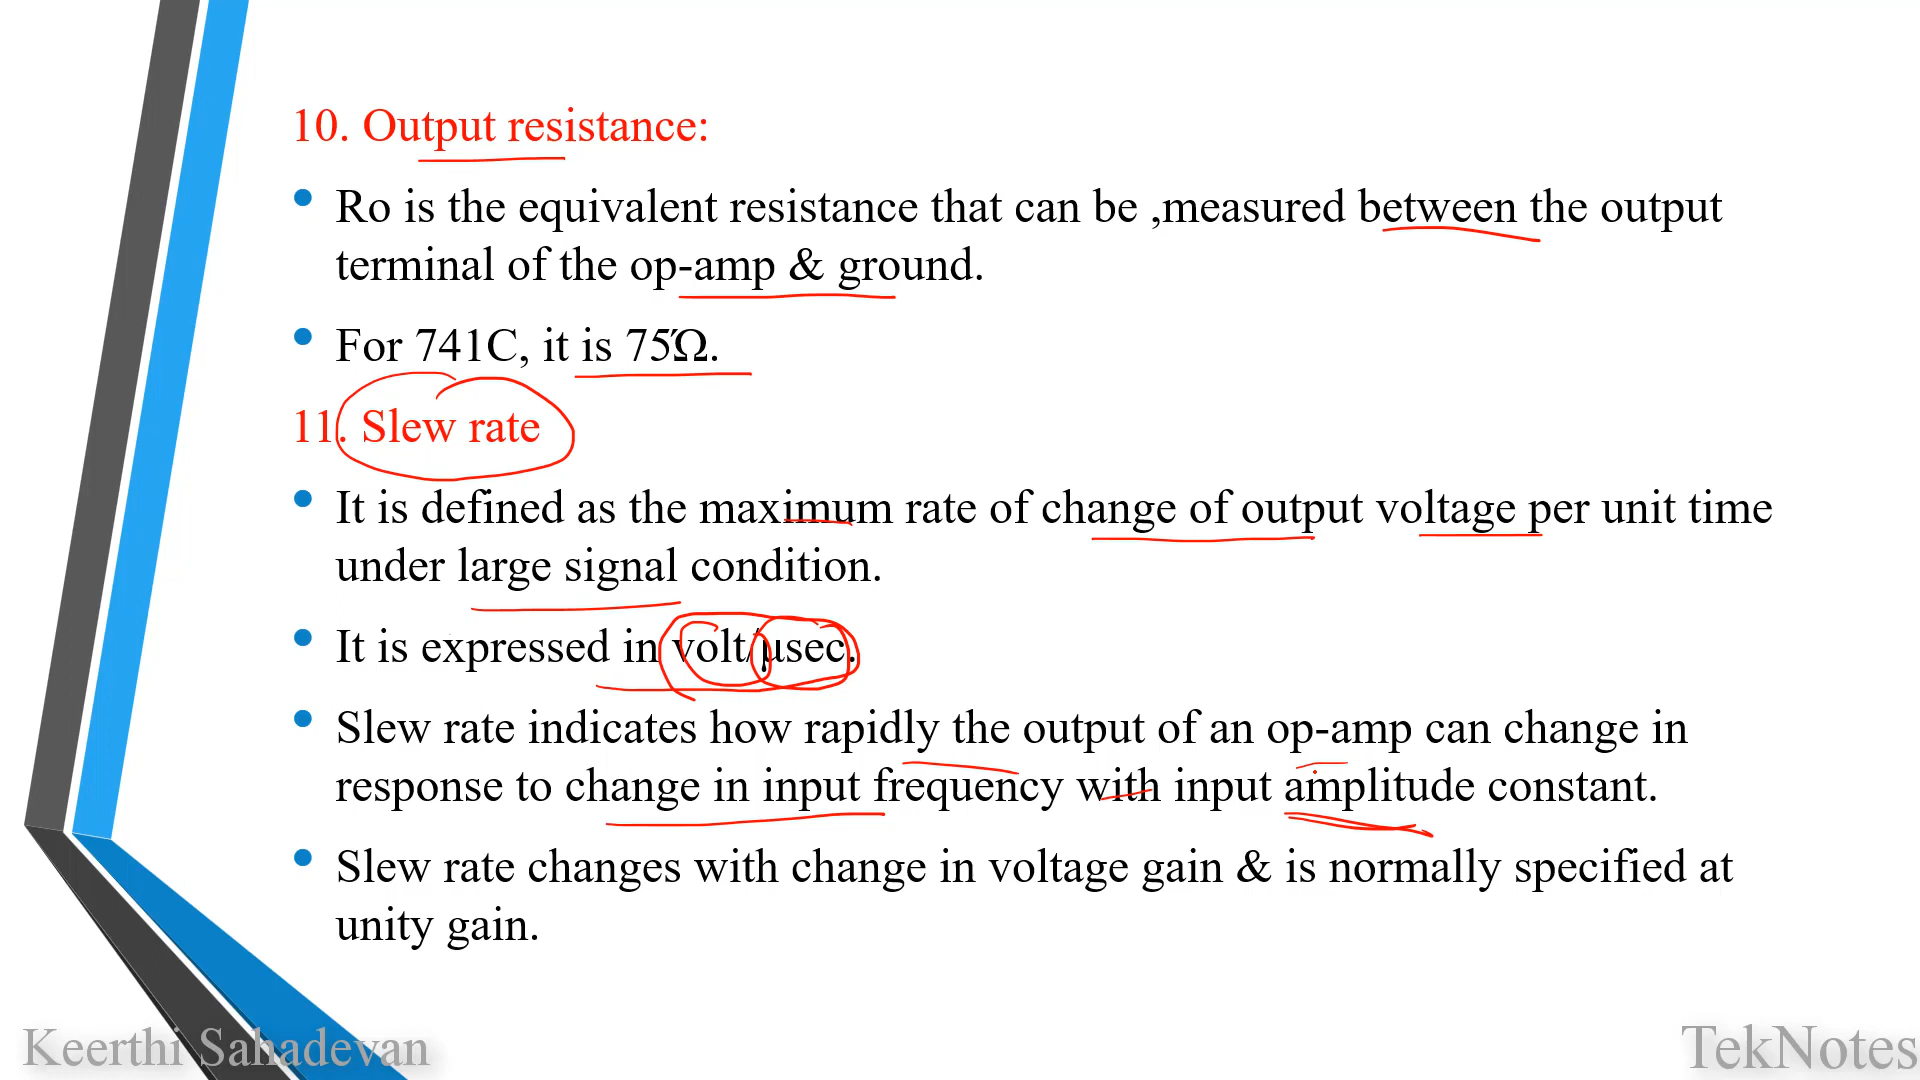 10. Output resistance:
• Ro is the equivalent resistance that can be ,measured between the output
terminal of the op-amp & ground.
• For 741C, it is 75Ώ.
11. Slew rate
• It is defined as the maximum rate of change of output voltage per unit time
under large signal condition.
• It is expressed in volt/μsec.
• Slew rate indicates how rapidly the output of an op-amp can change in
response to change in input frequency with input amplitude constant.
• Slew rate changes with change in voltage gain & is normally specified at
unity gain.
Keerthi Sahadevan
TekNotes